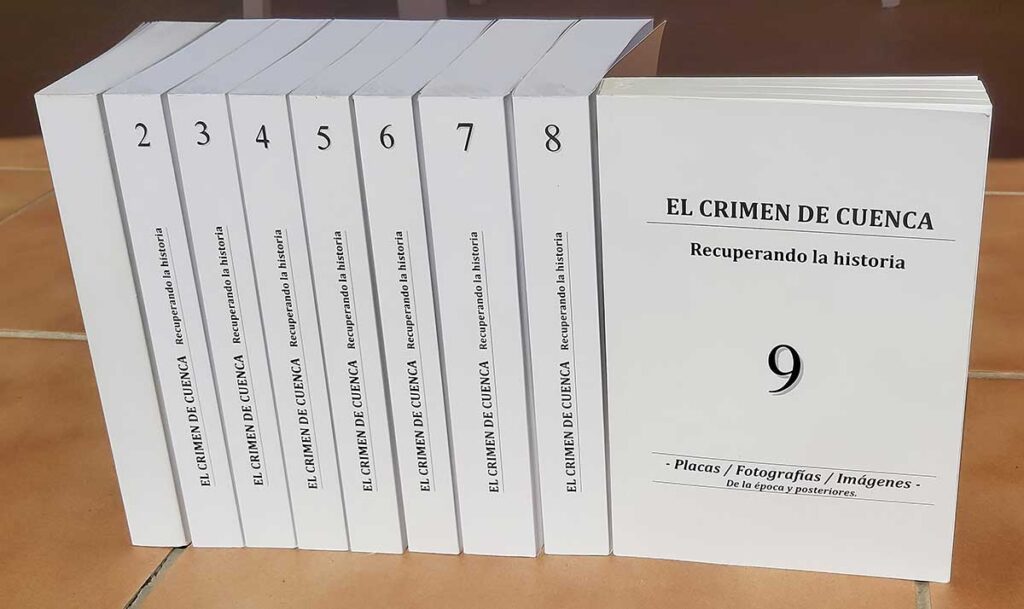 2
EL CRIMEN DE CUENCA Recuperando la historia
3
EL CRIMEN DE CUENCA Recuperando la historia
4
EL CRIMEN DE CUENCA Recuperando la historia
5
EL CRIMEN DE CUENCA Recuperando la historia
6
EL CRIMEN DE CUENCA Recuperando la historia
7
EL CRIMEN DE CUENCA Recuperando la historia
8
EL CRIMEN DE CUENCA Recuperando la historia
EL CRIMEN DE CUENCA
Recuperando la historia
9
- Placas / Fotografías / Imágenes -
De la época y posteriores.